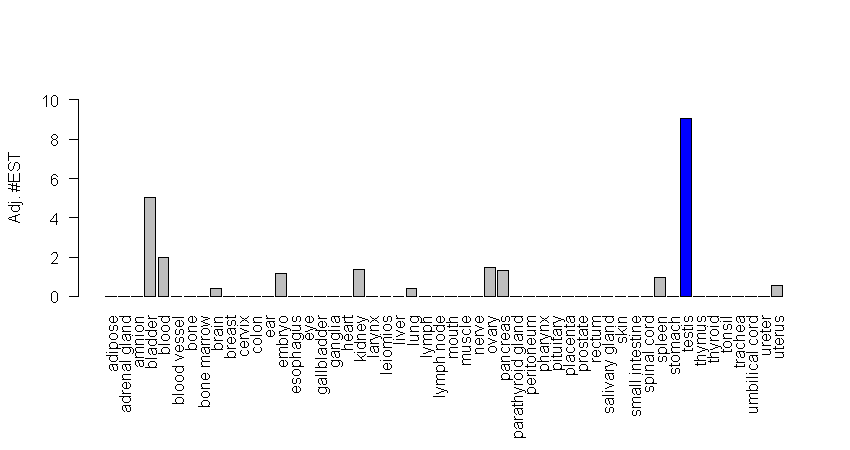 Adj. #EST
10
8
6
4
2
0
adipose
adrenal gland
amnion
bladder
blood
blood vessel
bone
bone marrow
brain
breast
cervix
colon
ear
embryo
esophagus
eye
gallbladder
ganglia
heart
kidney
larynx
leiomios
liver
lung
lymph
lymph node
mouth
muscle
nerve
ovary
pancreas
parathyroid gland
peritoneum
pharynx
pituitary
placenta
prostate
rectum
salivary gland
skin
small intestine
spinal cord
spleen
stomach
testis
thymus
thyroid
tonsil
trachea
umbilical cord
ureter
uterus